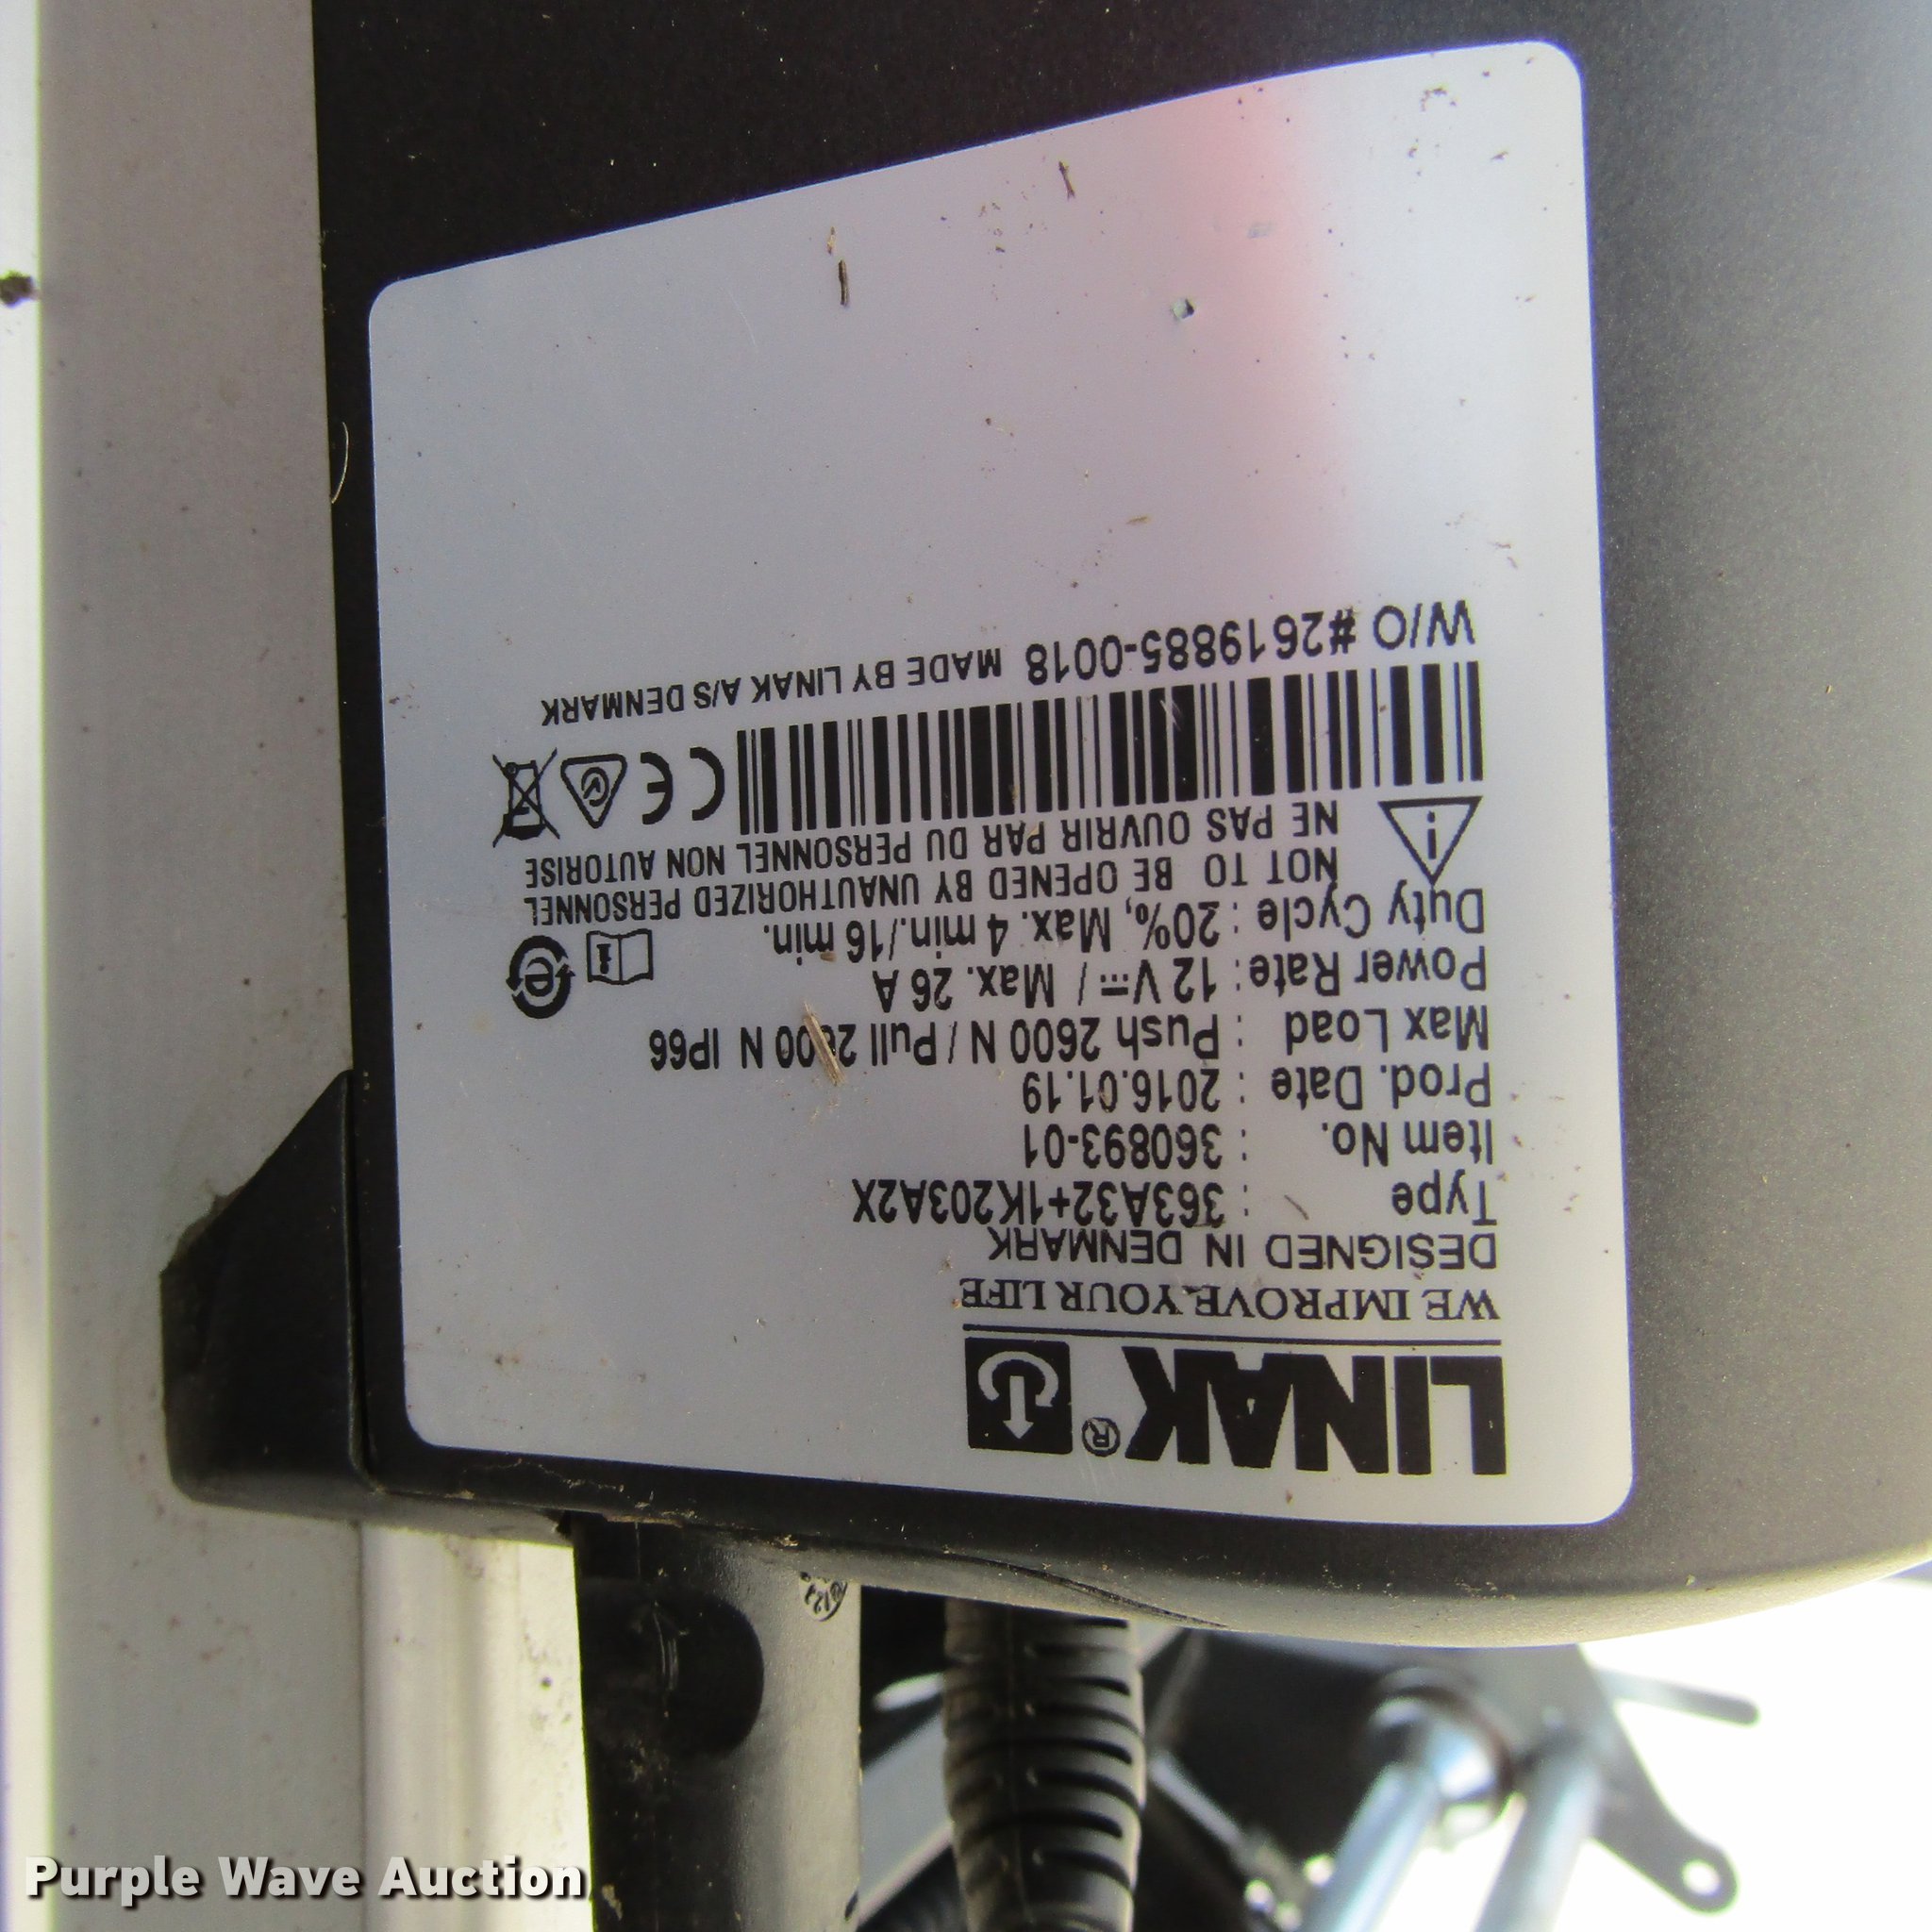 LINAK®
WE IMPROVE YOUR LIFE
DESIGNED IN DENMARK
Type : 363A32+1K203A2X
Item No. : 360893-01
Prod. Date : 2016.01.19
Max Load : Push 2600 N / Pull 2600 N IP66
Power Rate : 12 V⎓ / Max. 26 A
Duty Cycle : 20%, Max. 4 min./16 min.
NOT TO BE OPENED BY UNAUTHORIZED PERSONNEL
NE PAS OUVRIR PAR DU PERSONNEL NON AUTORISE
W/O #2619885-0018 MADE BY LINAK A/S DENMARK
Purple Wave Auction